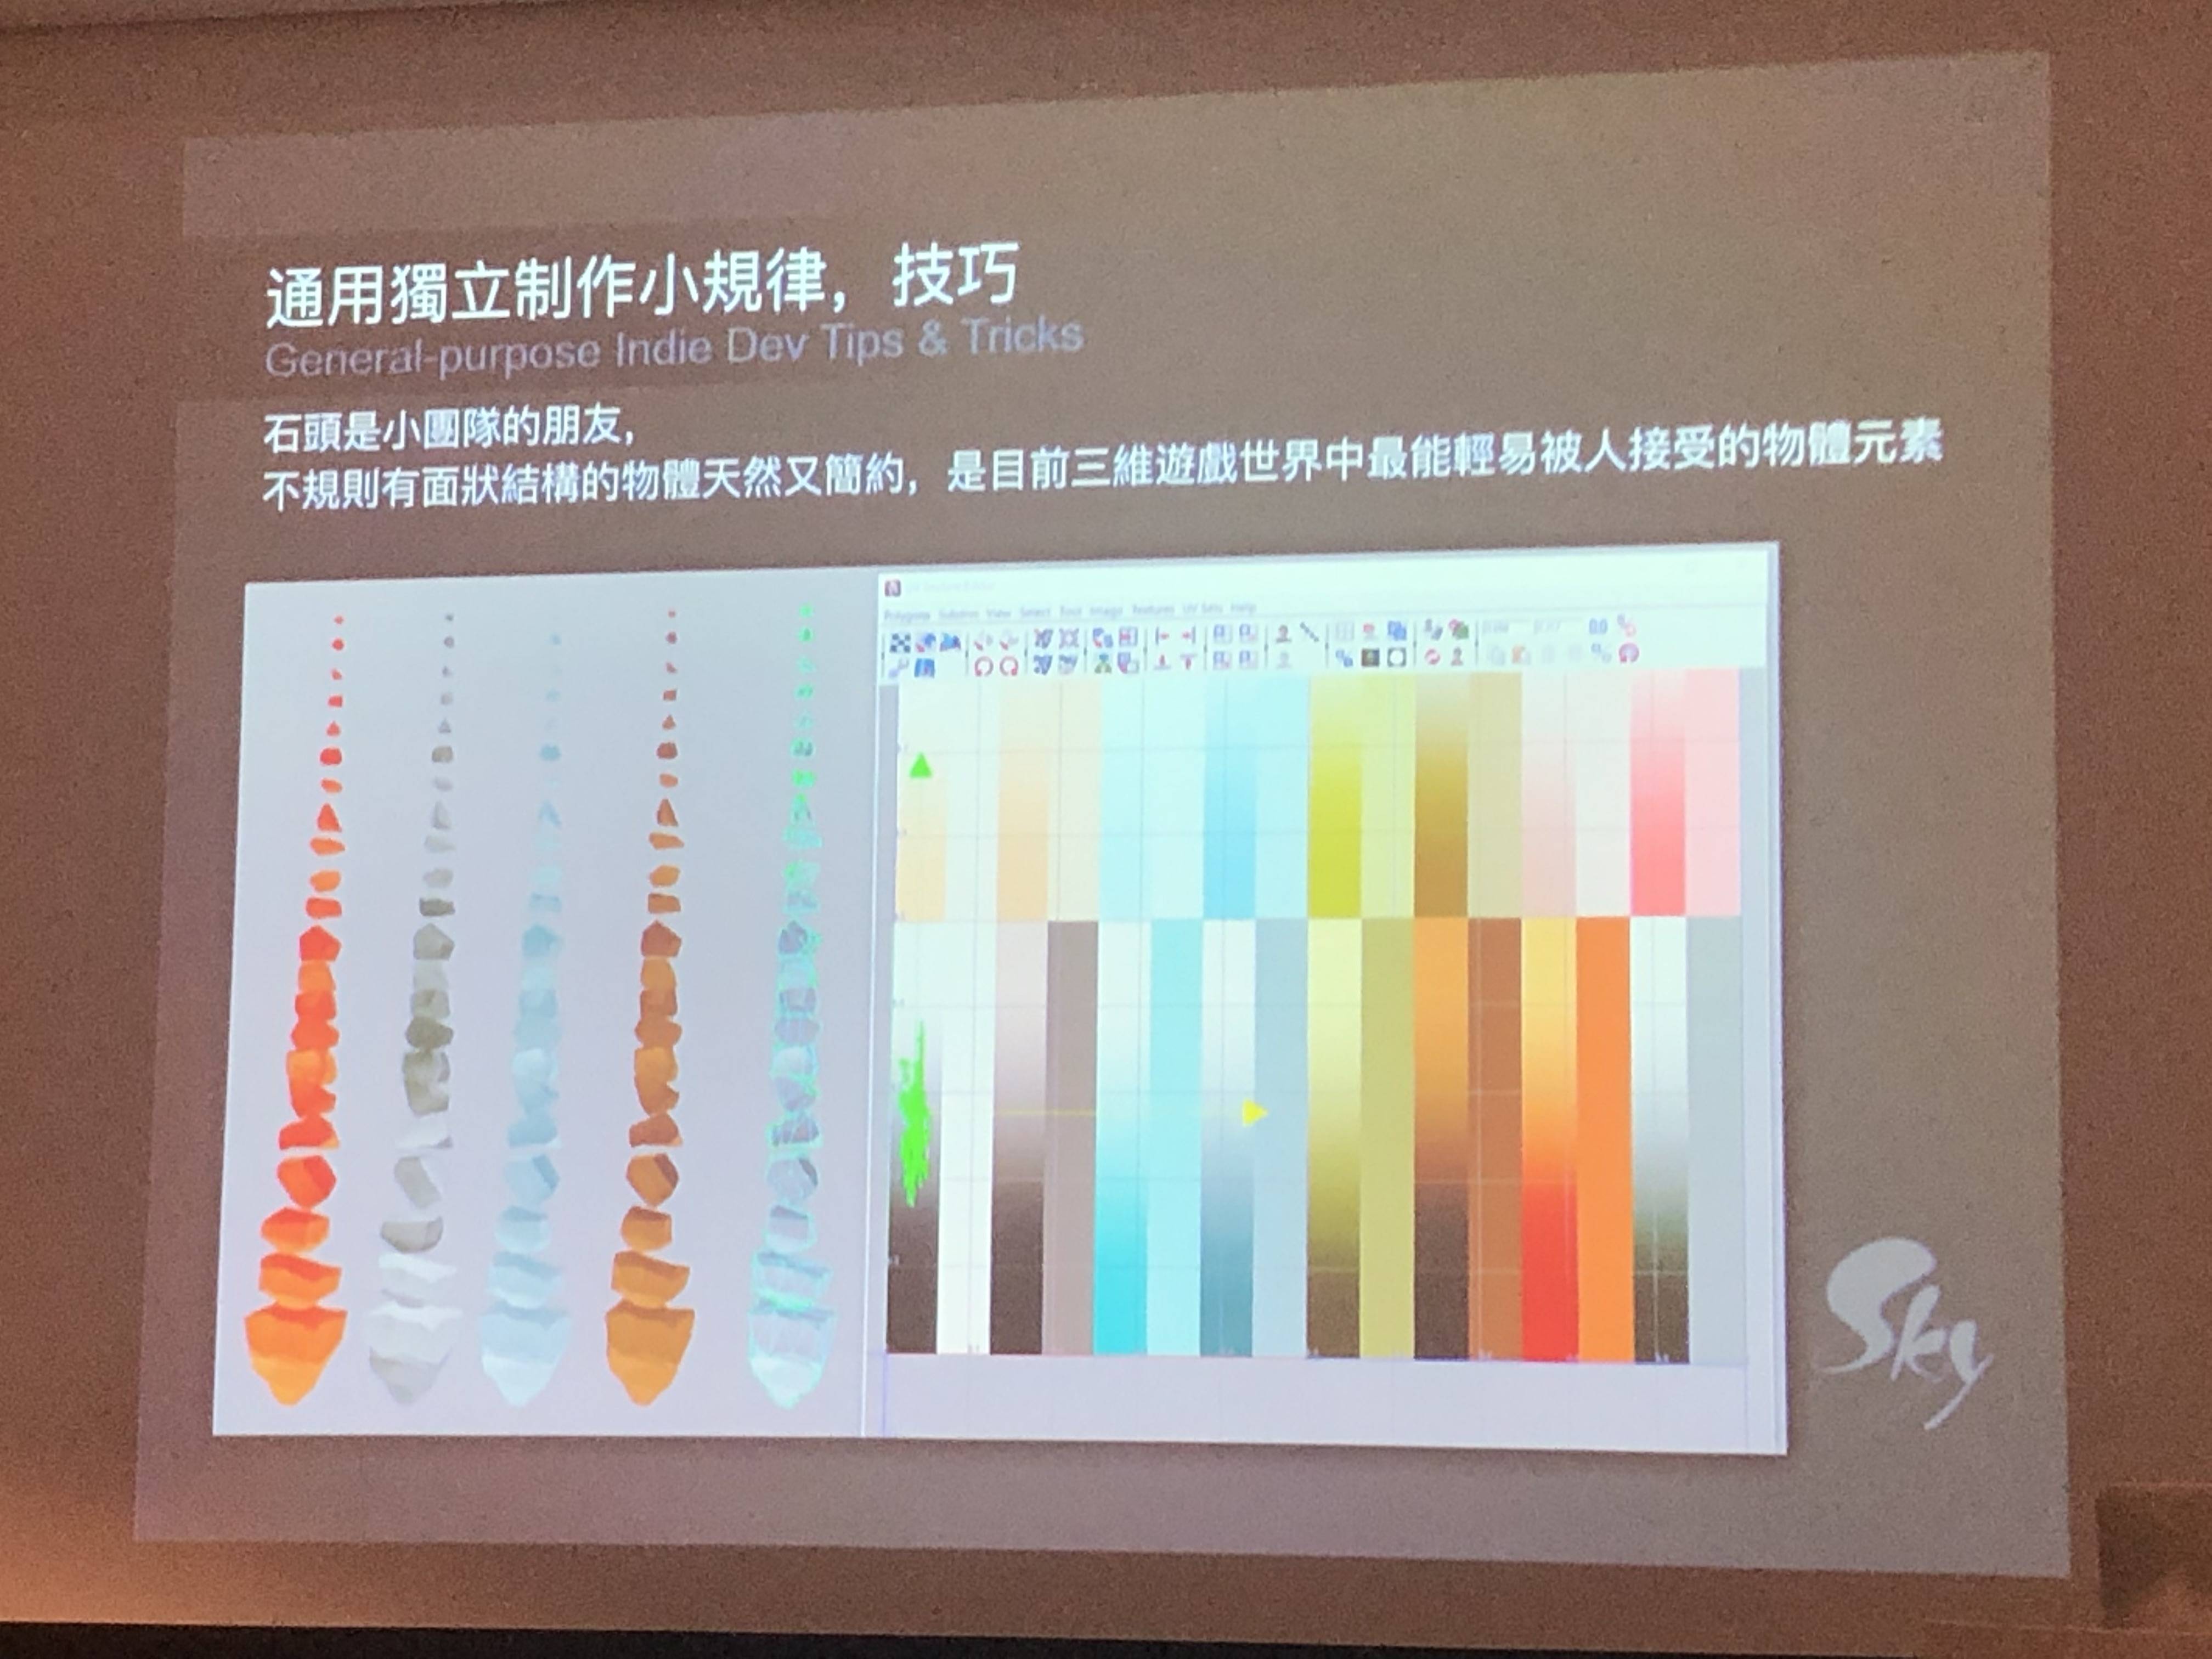 通用獨立制作小規律，技巧
General-purpose Indie Dev Tips & Tricks
石頭是小團隊的朋友，
不規則有面狀結構的物體天然又簡約，是目前三維遊戲世界中最能輕易被人接受的物體元素
Polygons Subdivs View Select Tool Image Textures UV Sets Help
Sky